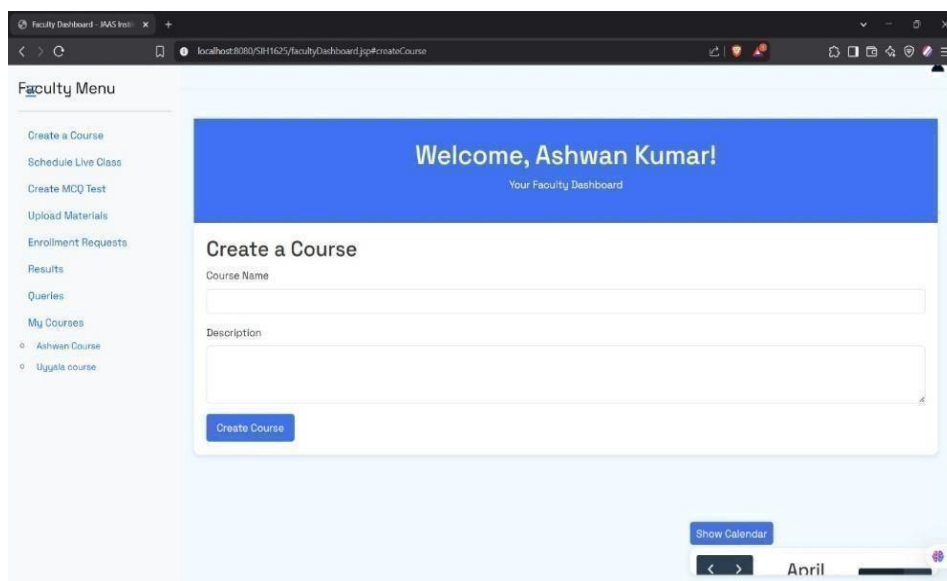 Faculty Dashboard - JAAS Insti
localhost:8080/SIH1625/facultyDashboard.jsp#createCourse
Faculty Menu
Create a Course
Schedule Live Class
Create MCQ Test
Upload Materials
Enrollment Requests
Results
Queries
My Courses
Ashwan Course
Uyyala course
Welcome, Ashwan Kumar!
Your Faculty Dashboard
Create a Course
Course Name
Description
Create Course
Show Calendar
April